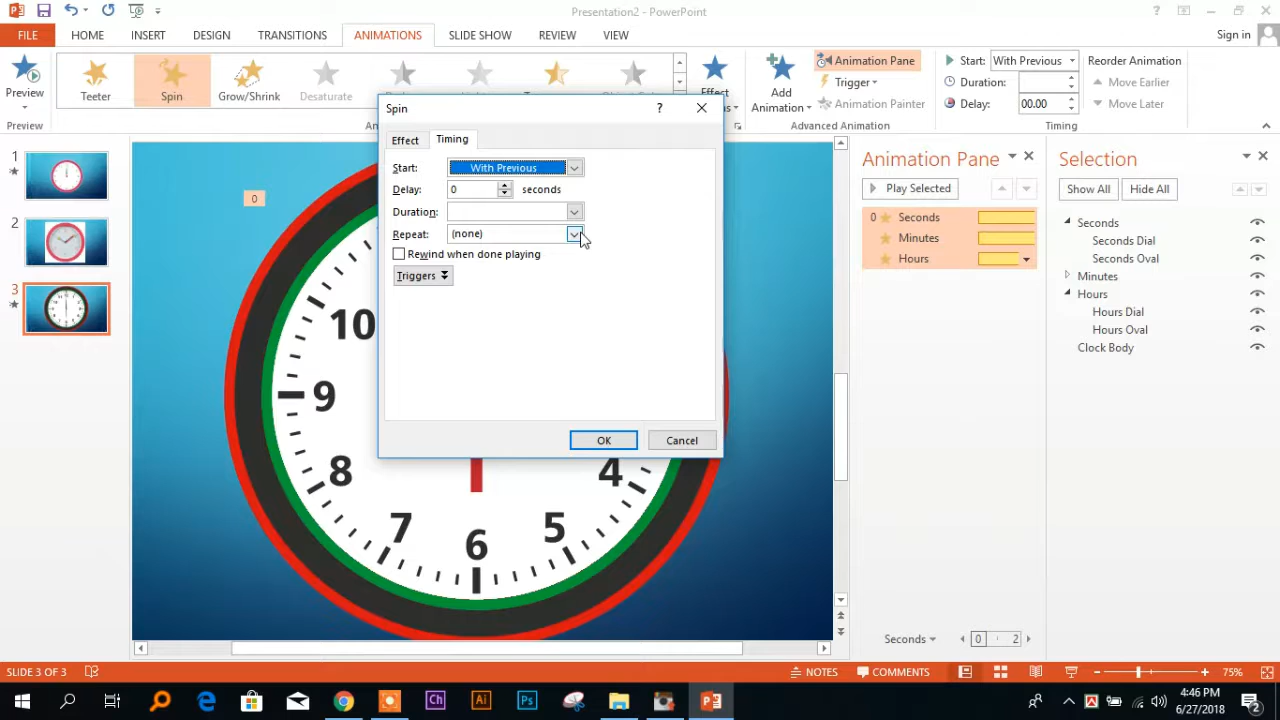 Presentation2 - PowerPoint
FILE
HOME
INSERT
DESIGN
TRANSITIONS
ANIMATIONS
SLIDE SHOW
REVIEW
VIEW
Sign in
Preview
Teeter
Spin
Grow/Shrink
Desaturate
Effect
Add
Animation
Animation Pane
Trigger
Animation Painter
Start: With Previous
Duration:
Delay: 00.00
Reorder Animation
Move Earlier
Move Later
Preview
Advanced Animation
Timing
Spin
?
Effect
Timing
Start: With Previous
Delay: 0 seconds
Duration:
Repeat: (none)
Rewind when done playing
Triggers
OK
Cancel
1
2
3
0
10
9
8
7
6
5
4
Animation Pane
Play Selected
0 Seconds
Minutes
Hours
Seconds
0
2
Selection
Show All
Hide All
Seconds
Seconds Dial
Seconds Oval
Minutes
Hours
Hours Dial
Hours Oval
Clock Body
SLIDE 3 OF 3
NOTES
COMMENTS
75%
Ch
Ai
Ps
4:46 PM
6/27/2018
2